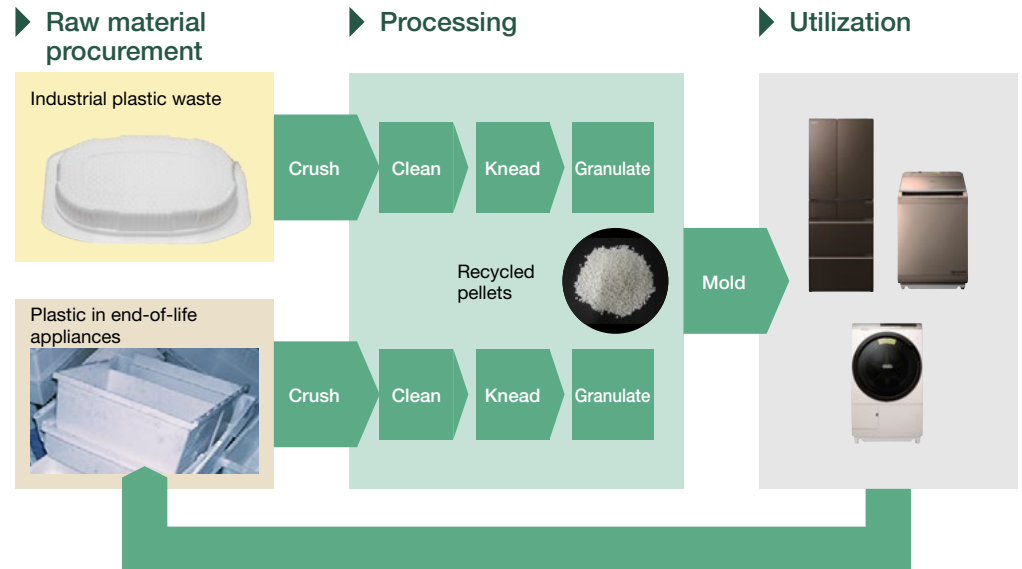 Raw material
procurement
Processing
Utilization
Industrial plastic waste
Crush
Clean
Knead
Granulate
Recycled
pellets
Mold
Plastic in end-of-life
appliances
Crush
Clean
Knead
Granulate